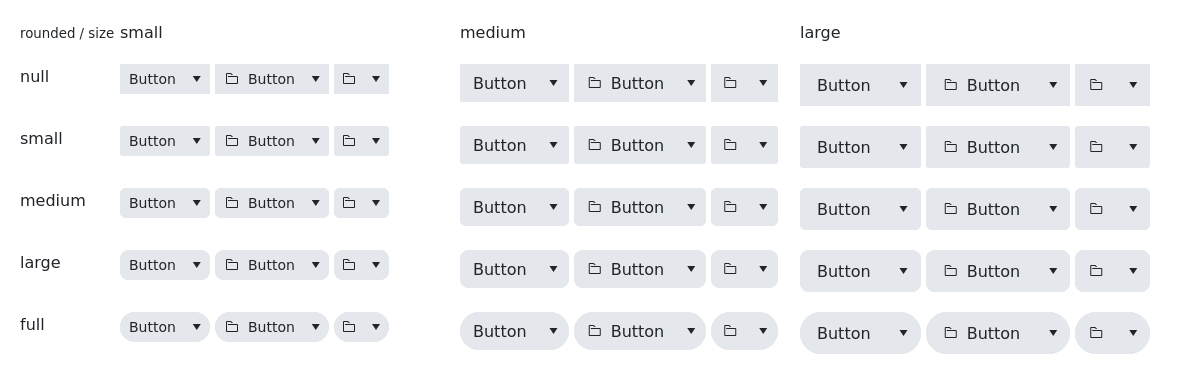 rounded / size small medium large
null Button Button Button Button Button Button
small Button Button Button Button Button Button
medium Button Button Button Button Button Button
large Button Button Button Button Button Button
full Button Button Button Button Button Button